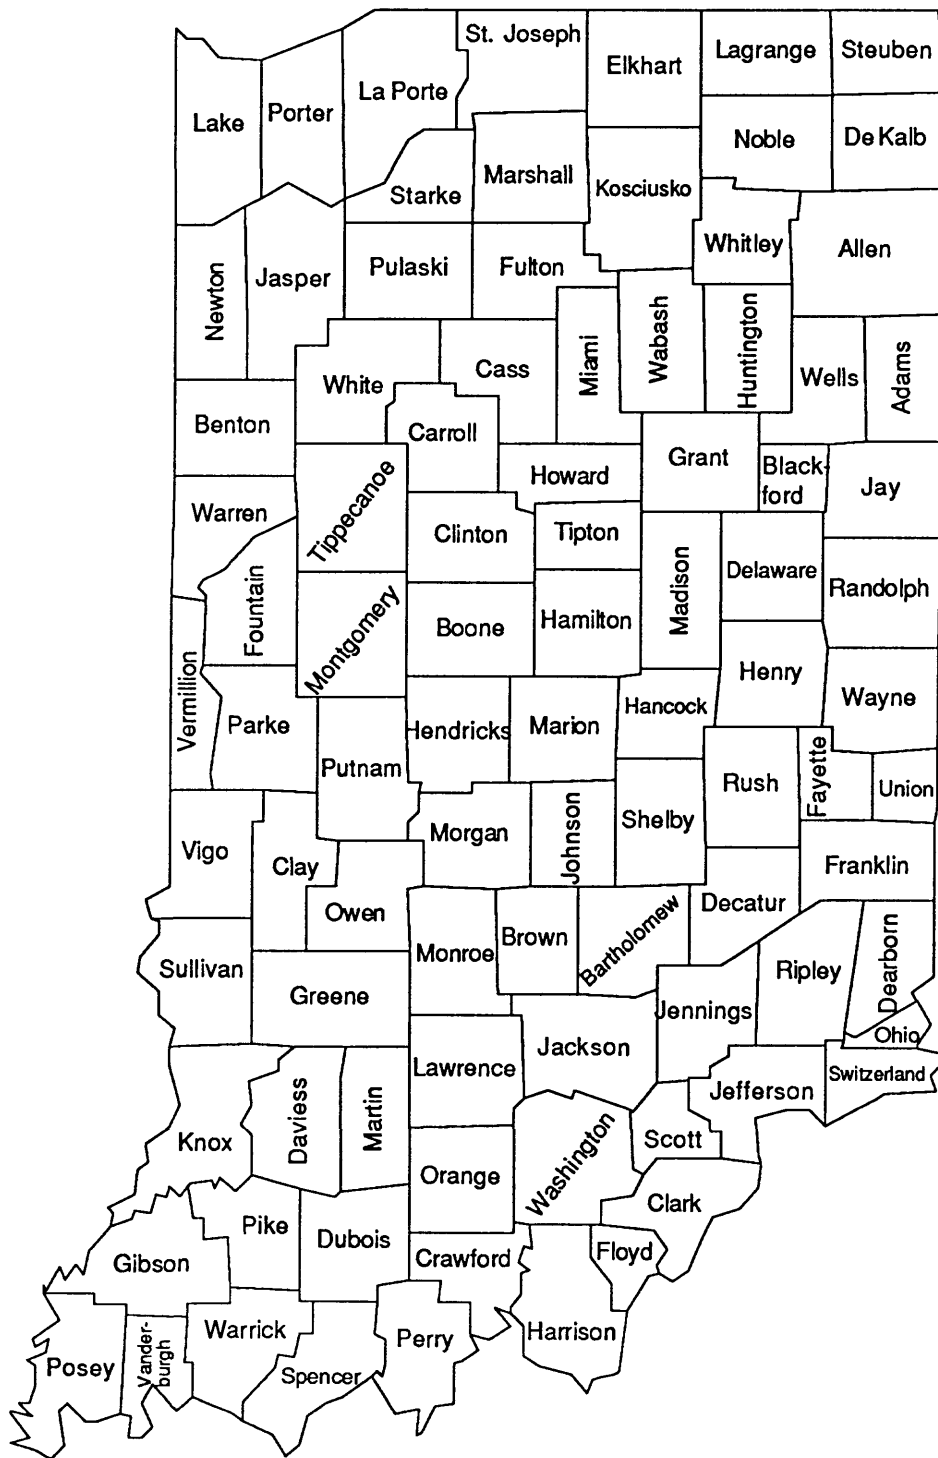 St. Joseph
Elkhart
Lagrange
Steuben
Lake
Porter
La Porte
Noble
De Kalb
Starke
Marshall
Kosciusko
Whitley
Allen
Newton
Jasper
Pulaski
Fulton
White
Cass
Miami
Wabash
Huntington
Wells
Adams
Benton
Carroll
Howard
Grant
Black-
ford
Jay
Warren
Tippecanoe
Clinton
Tipton
Madison
Delaware
Randolph
Fountain
Montgomery
Boone
Hamilton
Henry
Wayne
Vermillion
Parke
Putnam
Hendricks
Marion
Hancock
Rush
Fayette
Union
Vigo
Clay
Owen
Morgan
Johnson
Shelby
Decatur
Franklin
Sullivan
Greene
Monroe
Brown
Bartholomew
Jennings
Ripley
Dearborn
Ohio
Knox
Daviess
Martin
Lawrence
Jackson
Jefferson
Switzerland
Orange
Washington
Scott
Clark
Gibson
Pike
Dubois
Crawford
Floyd
Harrison
Posey
Vander-
burgh
Warrick
Spencer
Perry